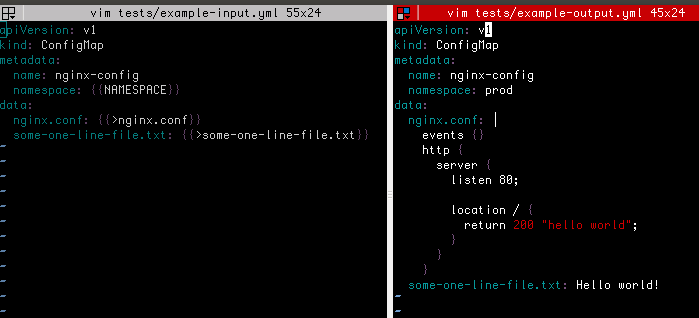 vim tests/example-input.yml 55x24
apiVersion: v1
kind: ConfigMap
metadata:
  name: nginx-config
  namespace: {{NAMESPACE}}
data:
  nginx.conf: {{>nginx.conf}}
  some-one-line-file.txt: {{>some-one-line-file.txt}}
~
~
~
~
~
~
~
~
~
~
~
vim tests/example-output.yml 45x24
apiVersion: v1
kind: ConfigMap
metadata:
  name: nginx-config
  namespace: prod
data:
  nginx.conf: |
    events {}
    http {
      server {
        listen 80;

        location / {
          return 200 "hello world";
        }
      }
    }
  some-one-line-file.txt: Hello world!
~
~